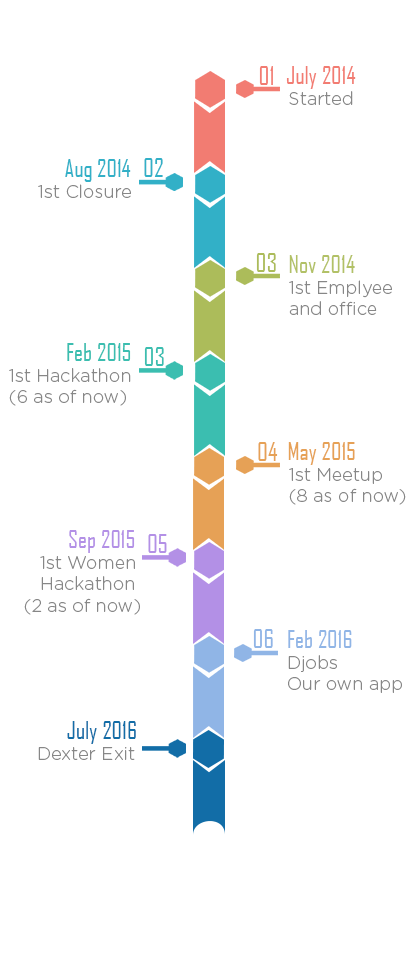 01 July 2014
Started
Aug 2014 02
1st Closure
03 Nov 2014
1st Emplyee
and office
Feb 2015 03
1st Hackathon
(6 as of now)
04 May 2015
1st Meetup
(8 as of now)
Sep 2015 05
1st Women
Hackathon
(2 as of now)
06 Feb 2016
Djobs
Our own app
July 2016
Dexter Exit